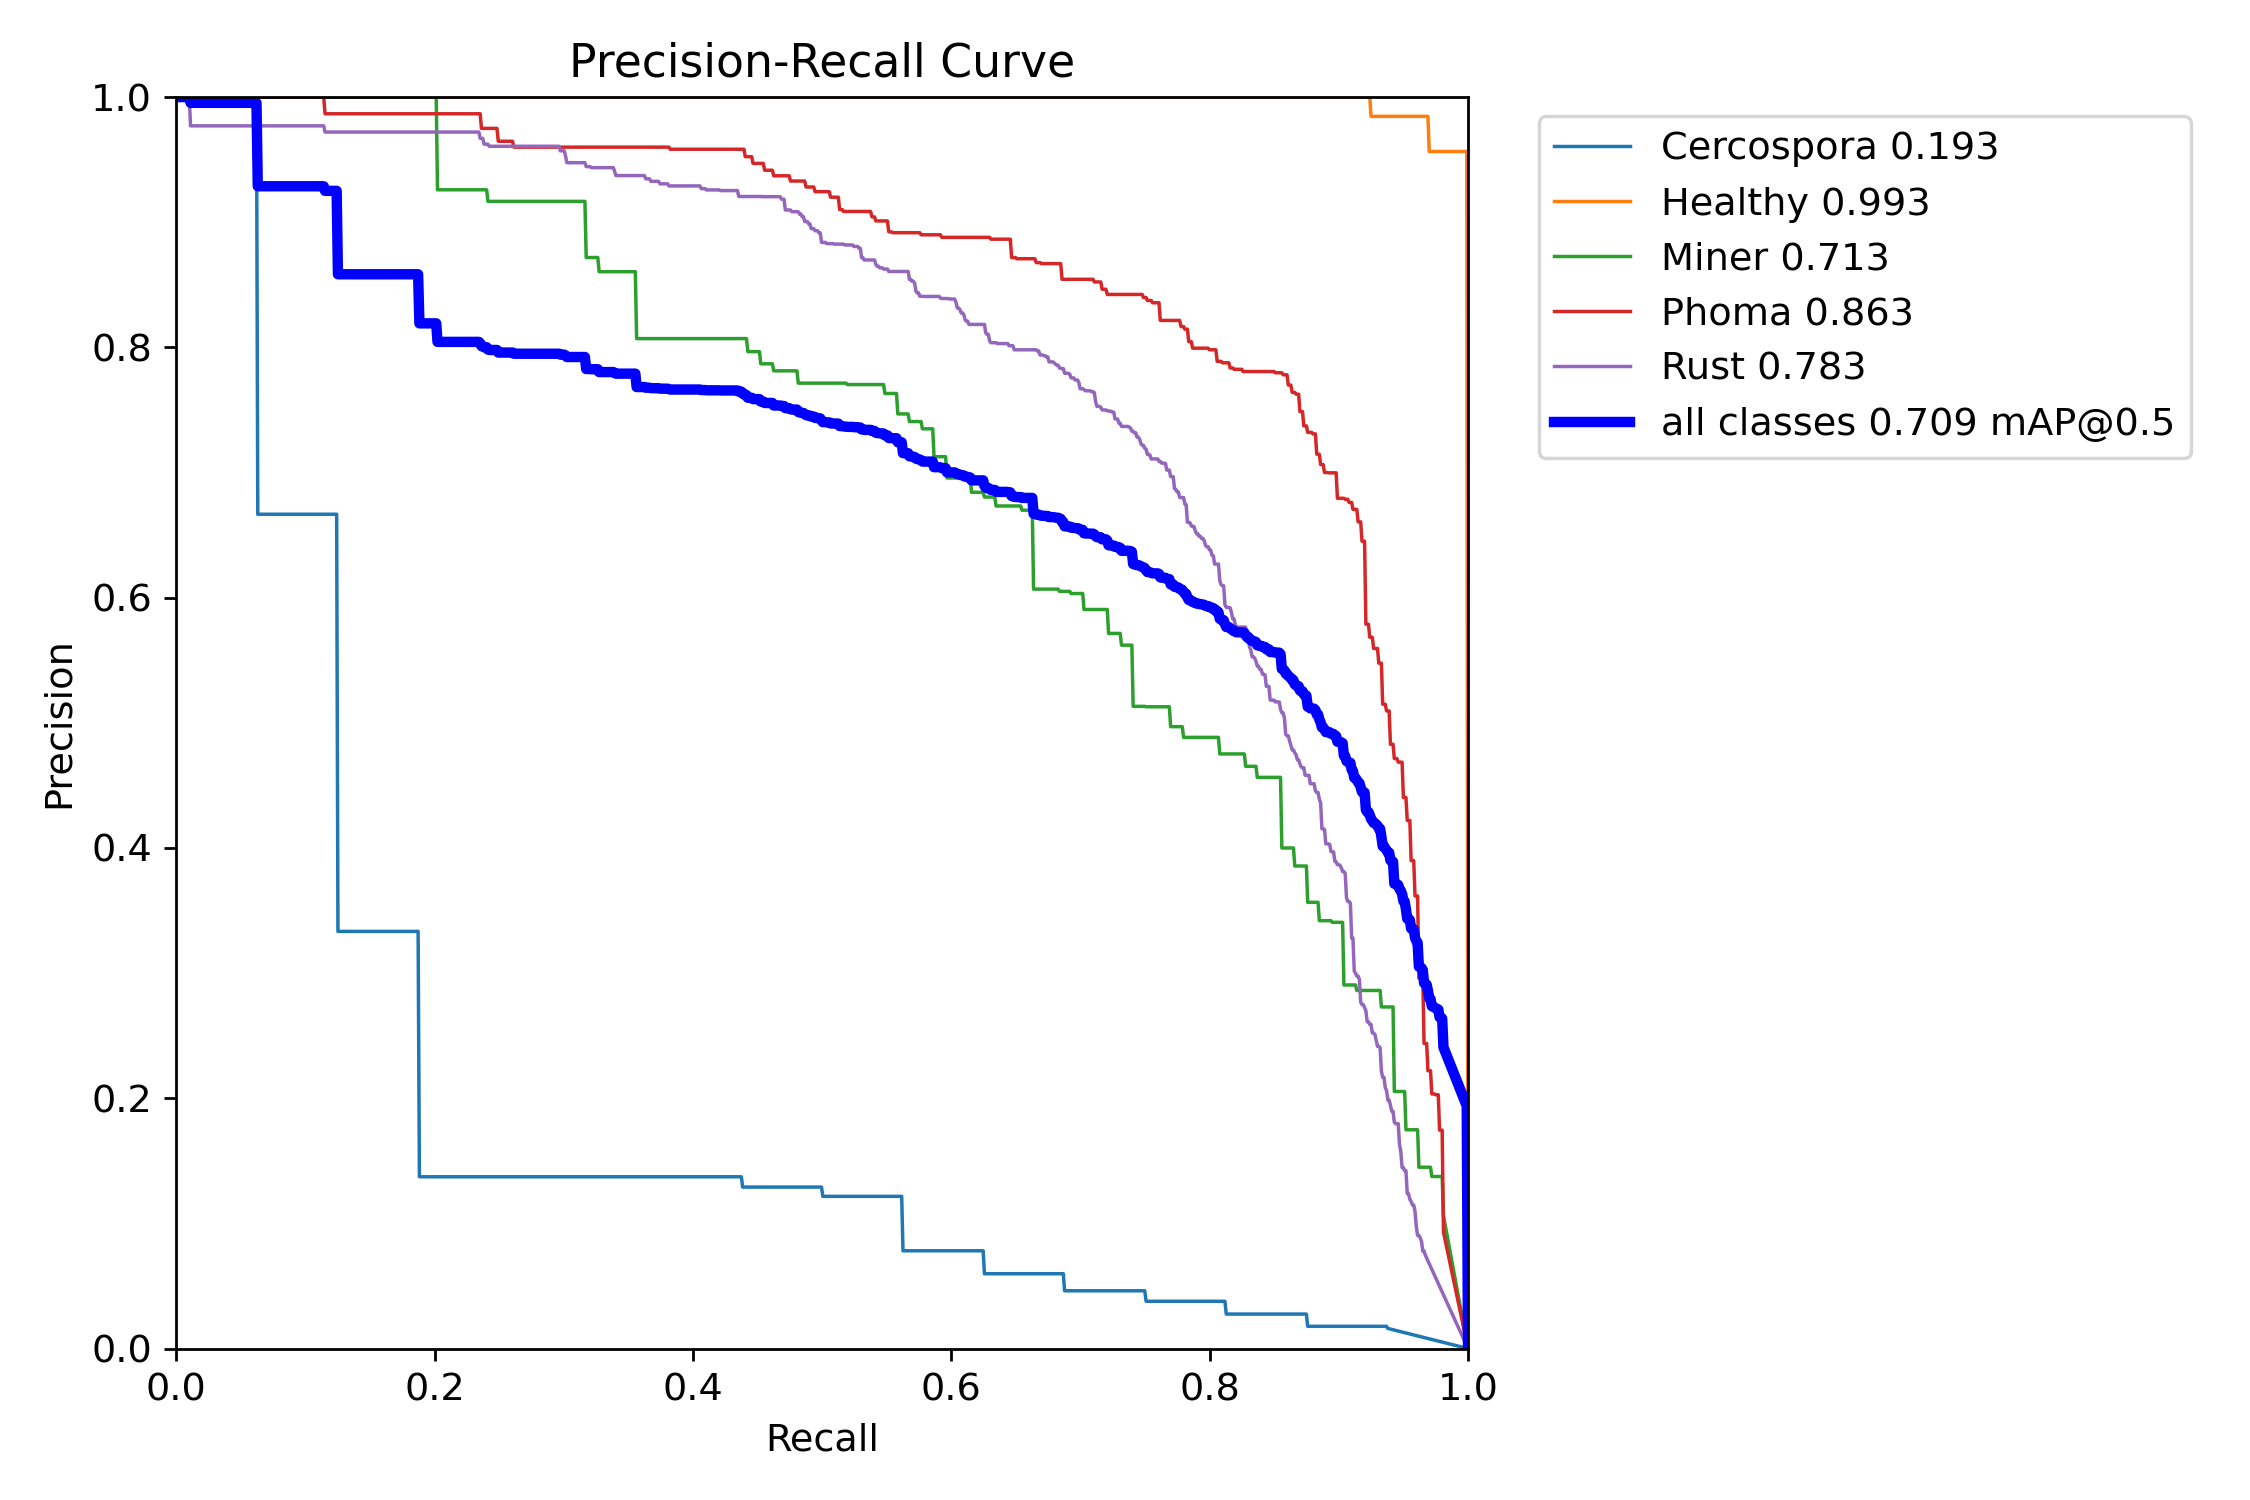 Precision-Recall Curve
1.0
0.8
0.6
0.4
0.2
0.0
Precision
0.0 0.2 0.4 0.6 0.8 1.0
Recall
Cercospora 0.193
Healthy 0.993
Miner 0.713
Phoma 0.863
Rust 0.783
all classes 0.709 mAP@0.5